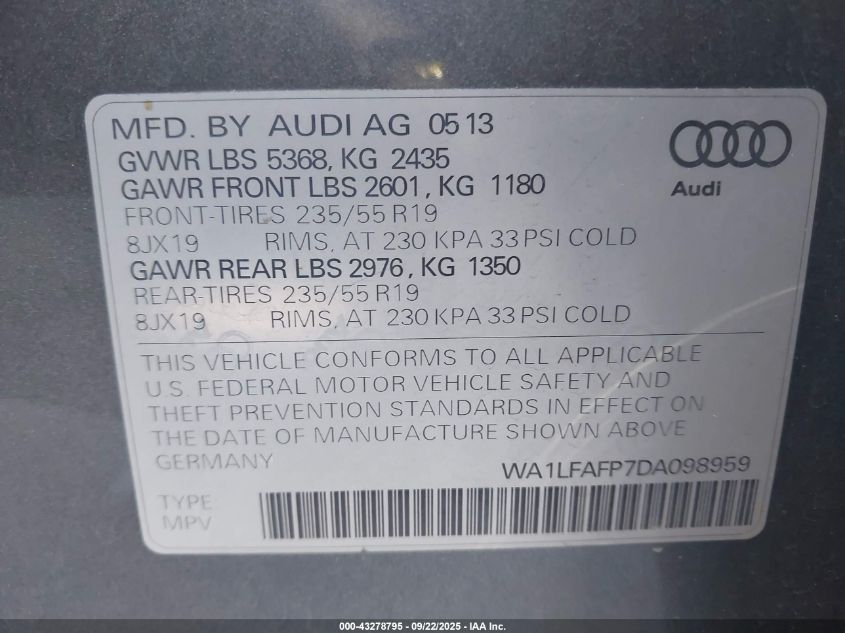 MFD. BY AUDI AG 0513
GVWR LBS 5368, KG 2435
GAWR FRONT LBS 2601, KG 1180
FRONT-TIRES 235/55 R19
8JX19 RIMS, AT 230 KPA 33 PSI COLD
GAWR REAR LBS 2976, KG 1350
REAR-TIRES 235/55 R19
8JX19 RIMS, AT 230 KPA 33 PSI COLD
Audi
THIS VEHICLE CONFORMS TO ALL APPLICABLE
U.S. FEDERAL MOTOR VEHICLE SAFETY AND
THEFT PREVENTION STANDARDS IN EFFECT ON
THE DATE OF MANUFACTURE SHOWN ABOVE
GERMANY WA1LFAFP7DA098959
TYPE:
MPV
000-43278795 - 09/22/2025 - IAA Inc.